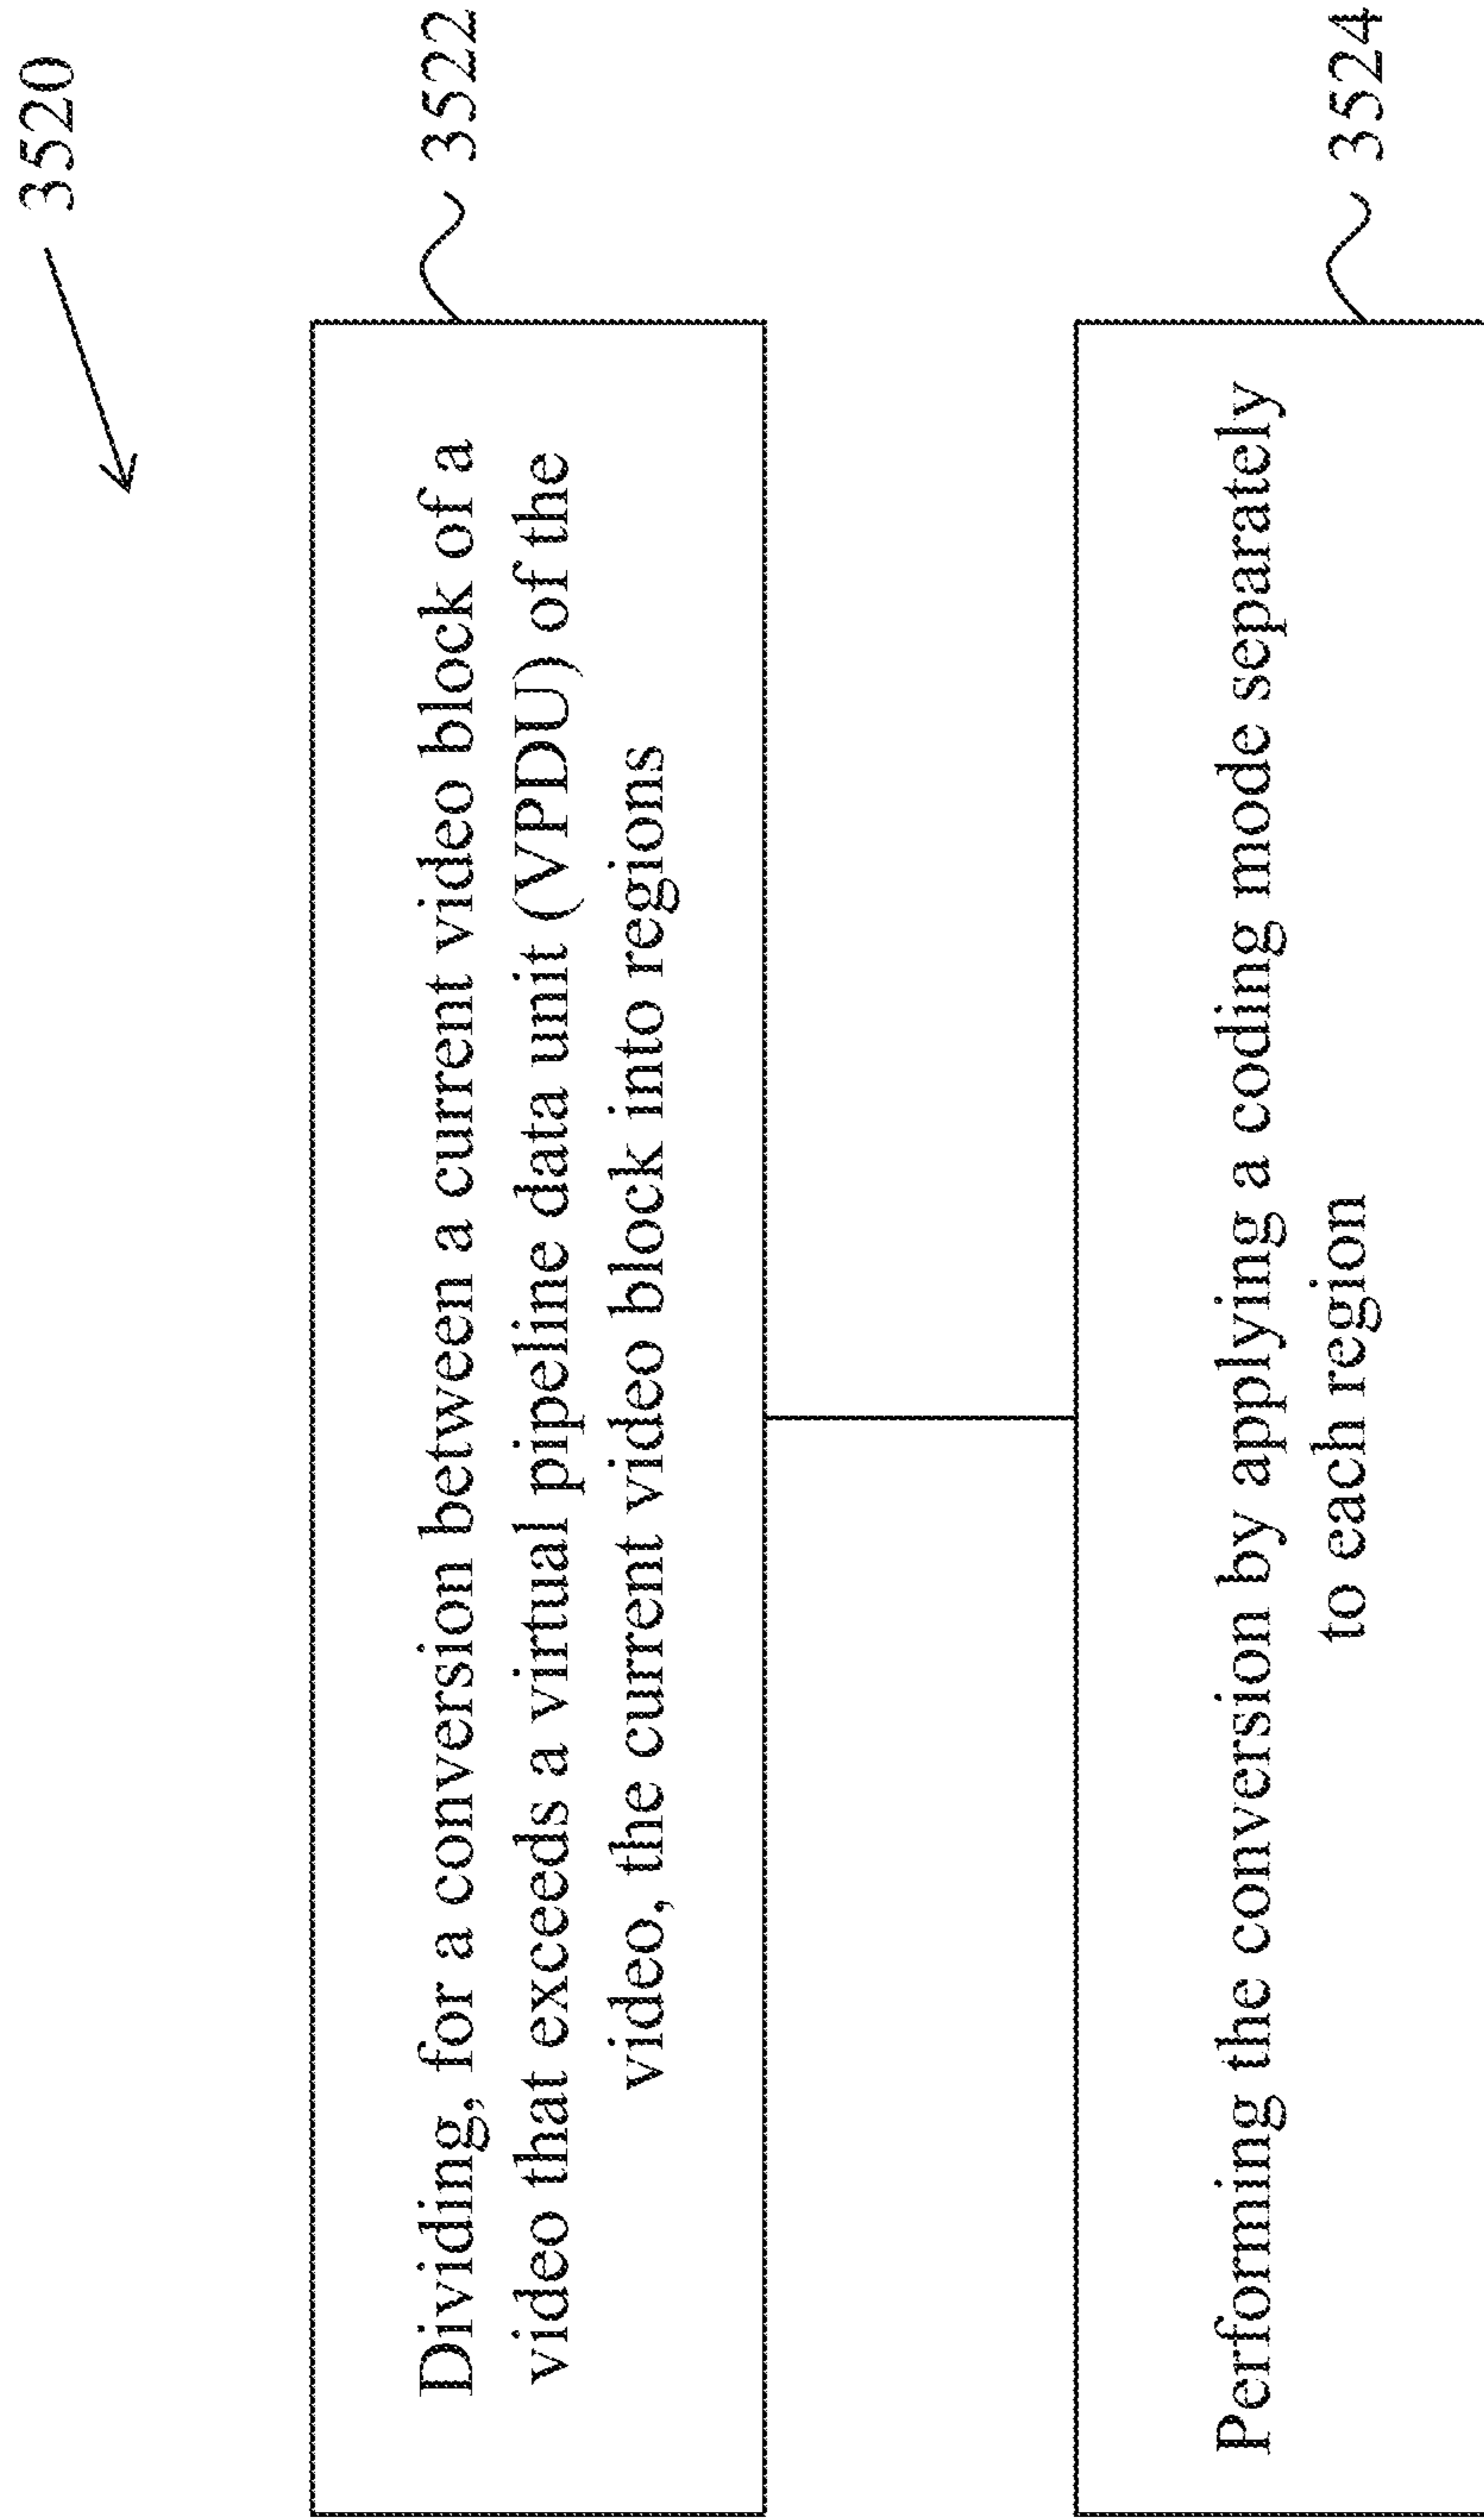 3520
Dividing, for a conversion between a current video block of a
video that exceeds a virtual pipeline data unit (VPDU) of the
video, the current video block into regions
3522
Performing the conversion by applying a coding mode separately
to each region
3524